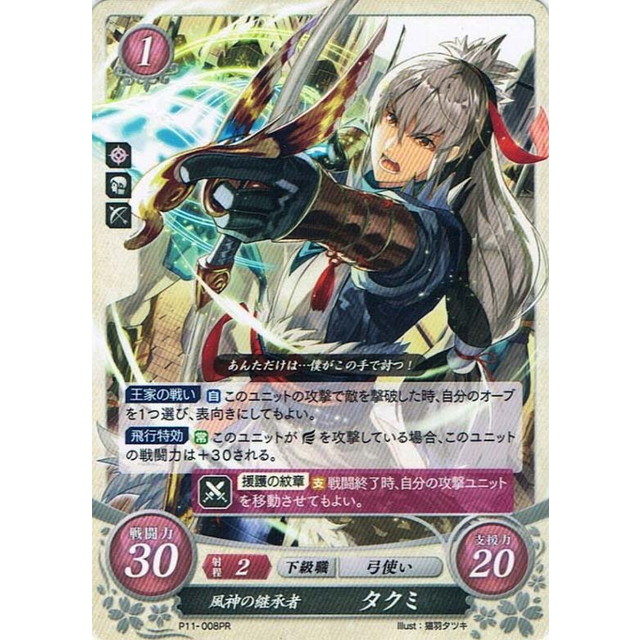 1
あんただけは…僕がこの手で討つ！
王家の戦い 自 このユニットの攻撃で敵を撃破した時、自分のオーブ
を1つ選び、表向きにしてもよい。
飛行特効 常 このユニットが を攻撃している場合、このユニット
の戦闘力は＋30される。
援護の紋章 支 戦闘終了時、自分の攻撃ユニット
を移動させてもよい。
戦闘力 30 射程 2 下級職 弓使い 支援力 20
風神の継承者 タクミ
P11-008PR Illust：猫羽タツキ